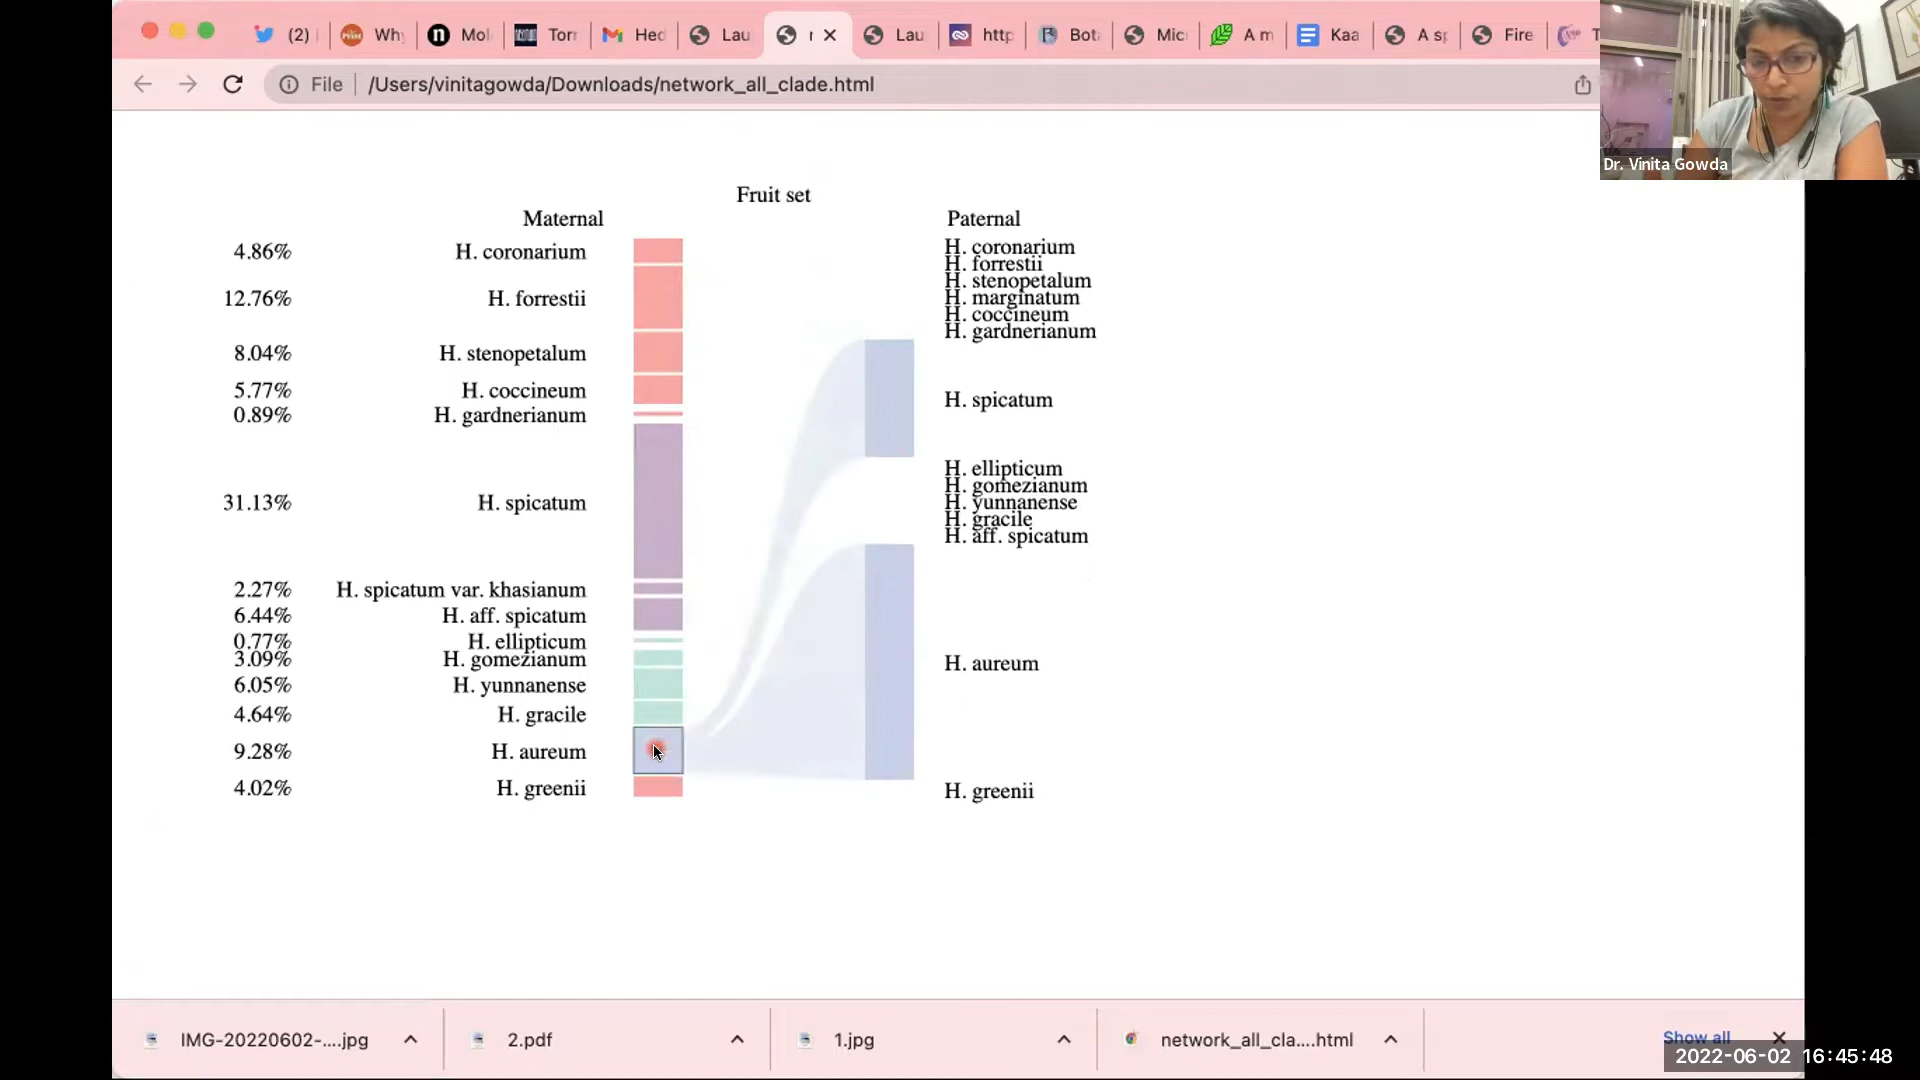 (2) Why Mol Torr Hed Lau r Lau http Bot Mic A m Kaa A sp Fire
File /Users/vinitagowda/Downloads/network_all_clade.html
Dr. Vinita Gowda
Fruit set
Maternal Paternal
4.86% H. coronarium
12.76% H. forrestii
8.04% H. stenopetalum
5.77% H. coccineum
0.89% H. gardnerianum
31.13% H. spicatum
2.27% H. spicatum var. khasianum
6.44% H. aff. spicatum
0.77% H. ellipticum
3.09% H. gomezianum
6.05% H. yunnanense
4.64% H. gracile
9.28% H. aureum
4.02% H. greenii
H. coronarium
H. forrestii
H. stenopetalum
H. marginatum
H. coccineum
H. gardnerianum
H. spicatum
H. ellipticum
H. gomezianum
H. yunnanense
H. gracile
H. aff. spicatum
H. aureum
H. greenii
IMG-20220602-....jpg 2.pdf 1.jpg network_all_cla....html Show all
2022-06-02 16:45:48